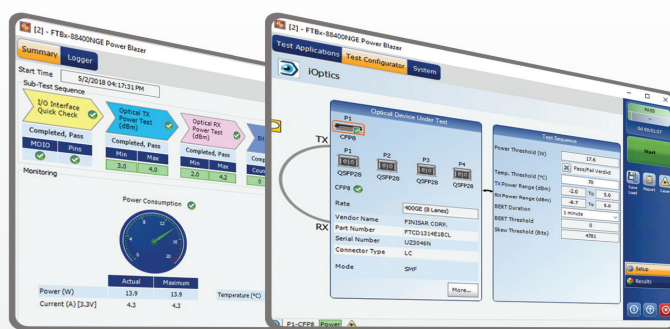 [2] - FTBx-88400NGE Power Blazer
Summary Logger
Start Time 5/2/2018 04:17:31 PM
Sub-Test Sequence
I/O Interface Quick Check
Completed, Pass
MDIO Pins
Optical TX Power Test (dBm)
Completed, Pass
Min Max
3.0 4.0
Optical RX Power Test (dBm)
Completed, Pass
Min Max
2.0 4.2
Monitoring
Power Consumption
8 12
4 16
0 20
Actual Maximum
Power (W) 13.9 13.9
Current (A) [3.3V] 4.3 4.3
Temperature (°C)
[2] - FTBx-88400NGE Power Blazer
Test Applications Test Configurator System
iOptics
TX
RX
Optical Device Under Test
P1
CFP8
P1 P2 P3 P4
QSFP28 QSFP28 QSFP28 QSFP28
CFP8
Rate 400GE (8 Lanes)
Vendor Name FINISAR CORP.
Part Number FTCD1314E1BCL
Serial Number UZ3046N
Connector Type LC
Mode SMF
More...
Test Sequence
Power Threshold (W) 17.6
Pass/Fail Verdict
Temp. Threshold (°C) 70
TX Power Range (dBm) -2.0 To 5.0
RX Power Range (dBm) -8.7 To 5.0
BERT Duration 1 minute
BERT Threshold 0
Skew Threshold (Bits) 4781
PASS
Start
Save Load
Report
Laser
Setup
Results
P1-CFP8 Power